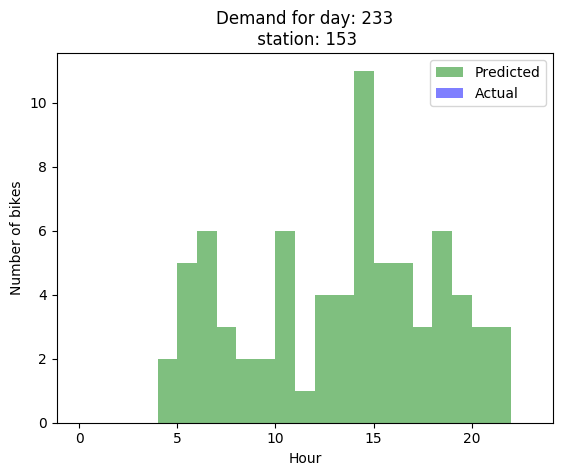 Demand for day: 233
station: 153
Predicted
Actual
Number of bikes
10
8
6
4
2
0
0 5 10 15 20
Hour